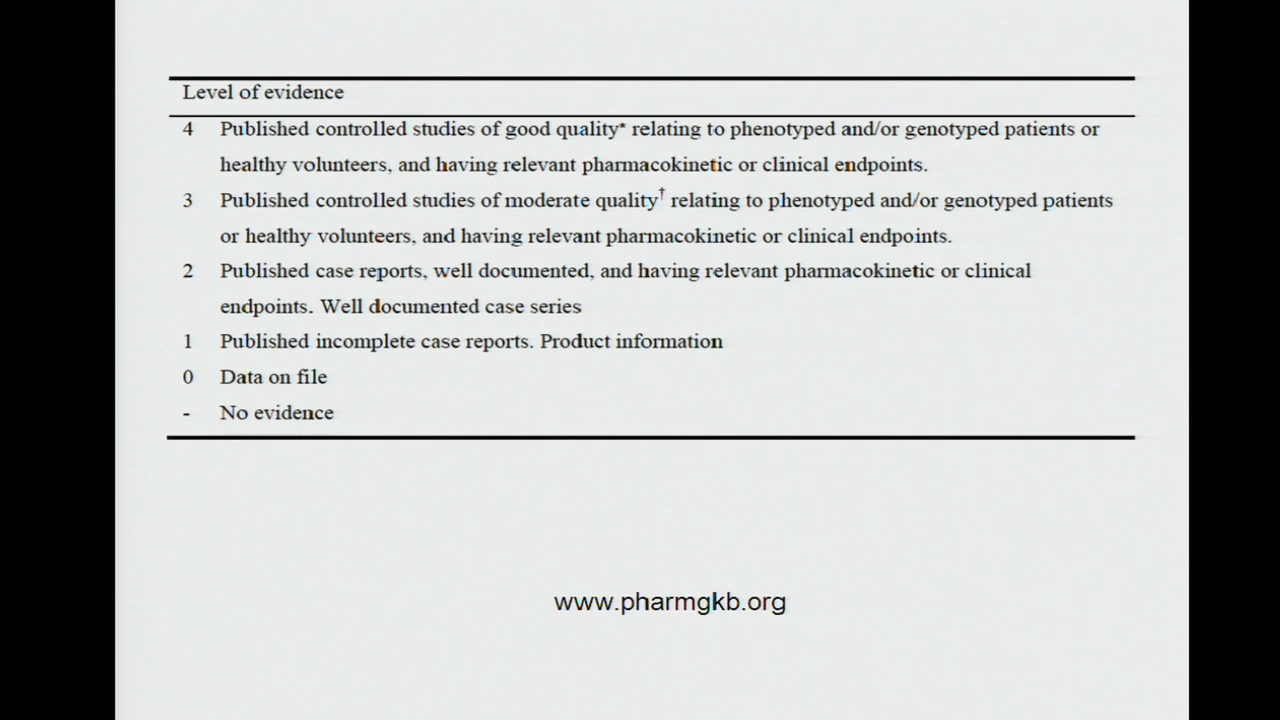 Level of evidence
4 Published controlled studies of good quality* relating to phenotyped and/or genotyped patients or
healthy volunteers, and having relevant pharmacokinetic or clinical endpoints.
3 Published controlled studies of moderate quality† relating to phenotyped and/or genotyped patients
or healthy volunteers, and having relevant pharmacokinetic or clinical endpoints.
2 Published case reports, well documented, and having relevant pharmacokinetic or clinical
endpoints. Well documented case series
1 Published incomplete case reports. Product information
0 Data on file
- No evidence
www.pharmgkb.org